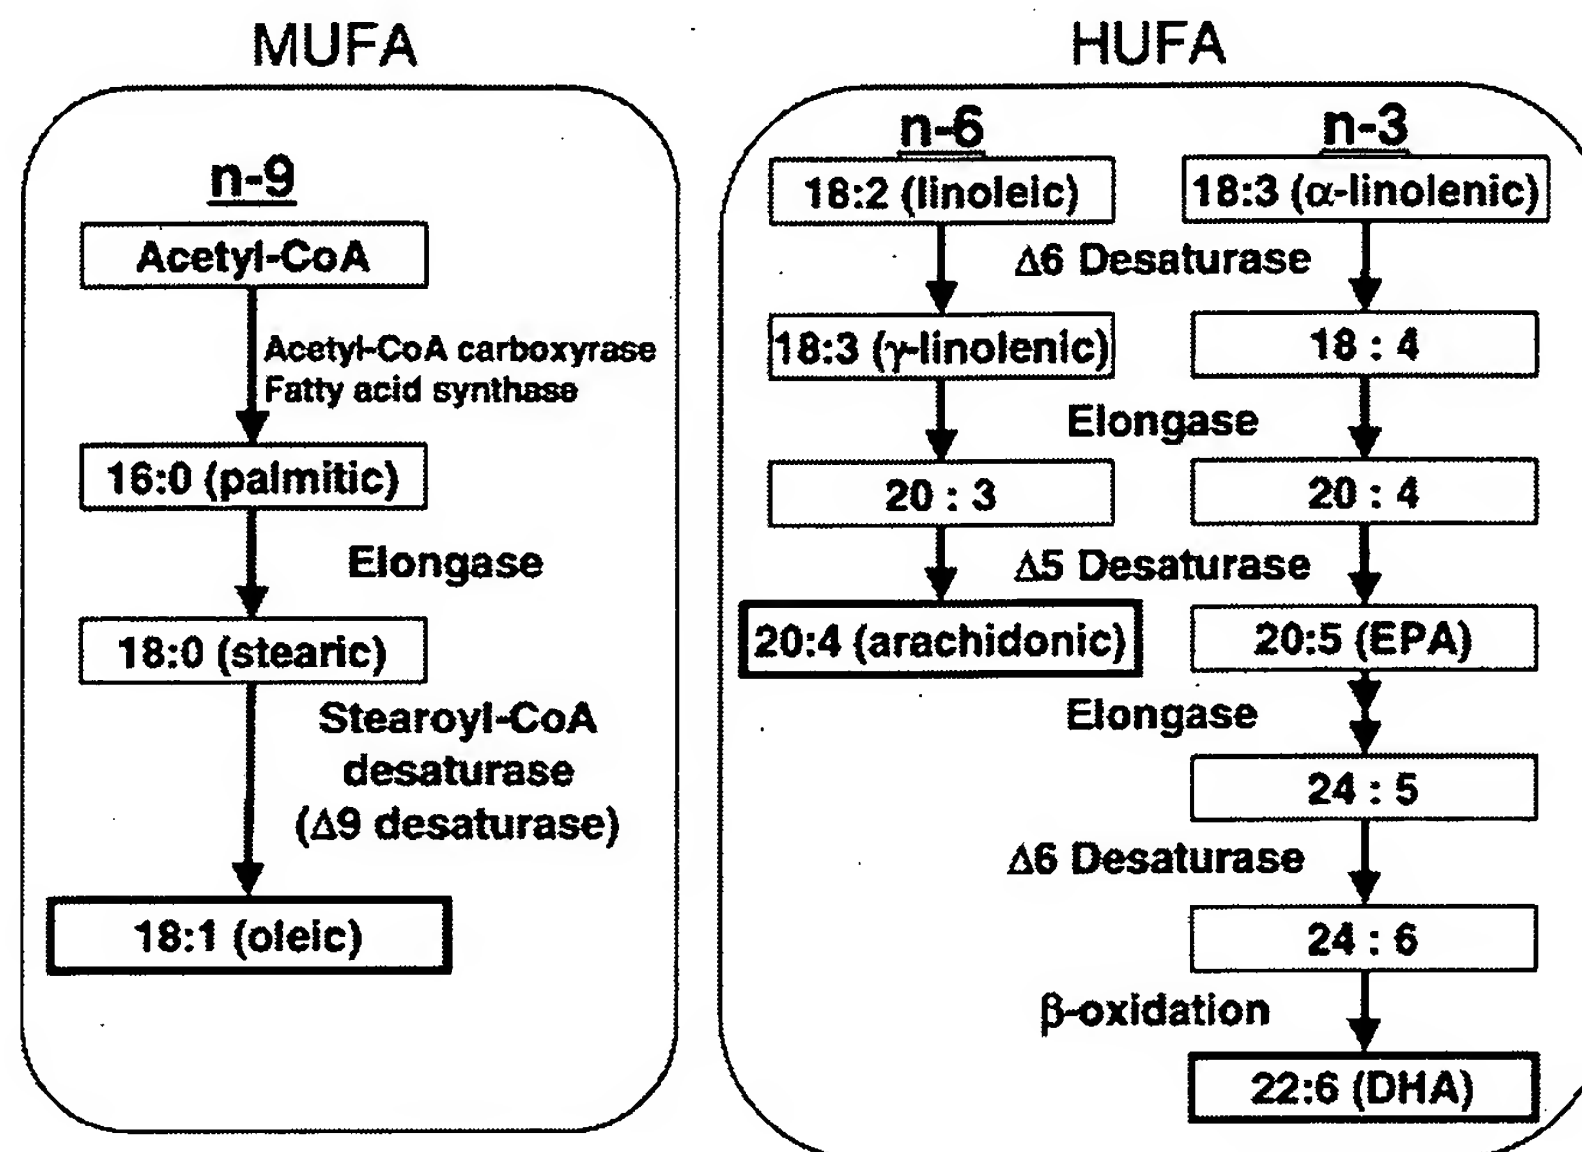 MUFA
n-9
Acetyl-CoA
Acetyl-CoA carboxyrase
Fatty acid synthase
16:0 (palmitic)
Elongase
18:0 (stearic)
Stearoyl-CoA
desaturase
(Δ9 desaturase)
18:1 (oleic)
HUFA
n-6
n-3
18:2 (linoleic)
18:3 (α-linolenic)
Δ6 Desaturase
18:3 (γ-linolenic)
18 : 4
Elongase
20 : 3
20 : 4
Δ5 Desaturase
20:4 (arachidonic)
20:5 (EPA)
Elongase
24 : 5
Δ6 Desaturase
24 : 6
β-oxidation
22:6 (DHA)